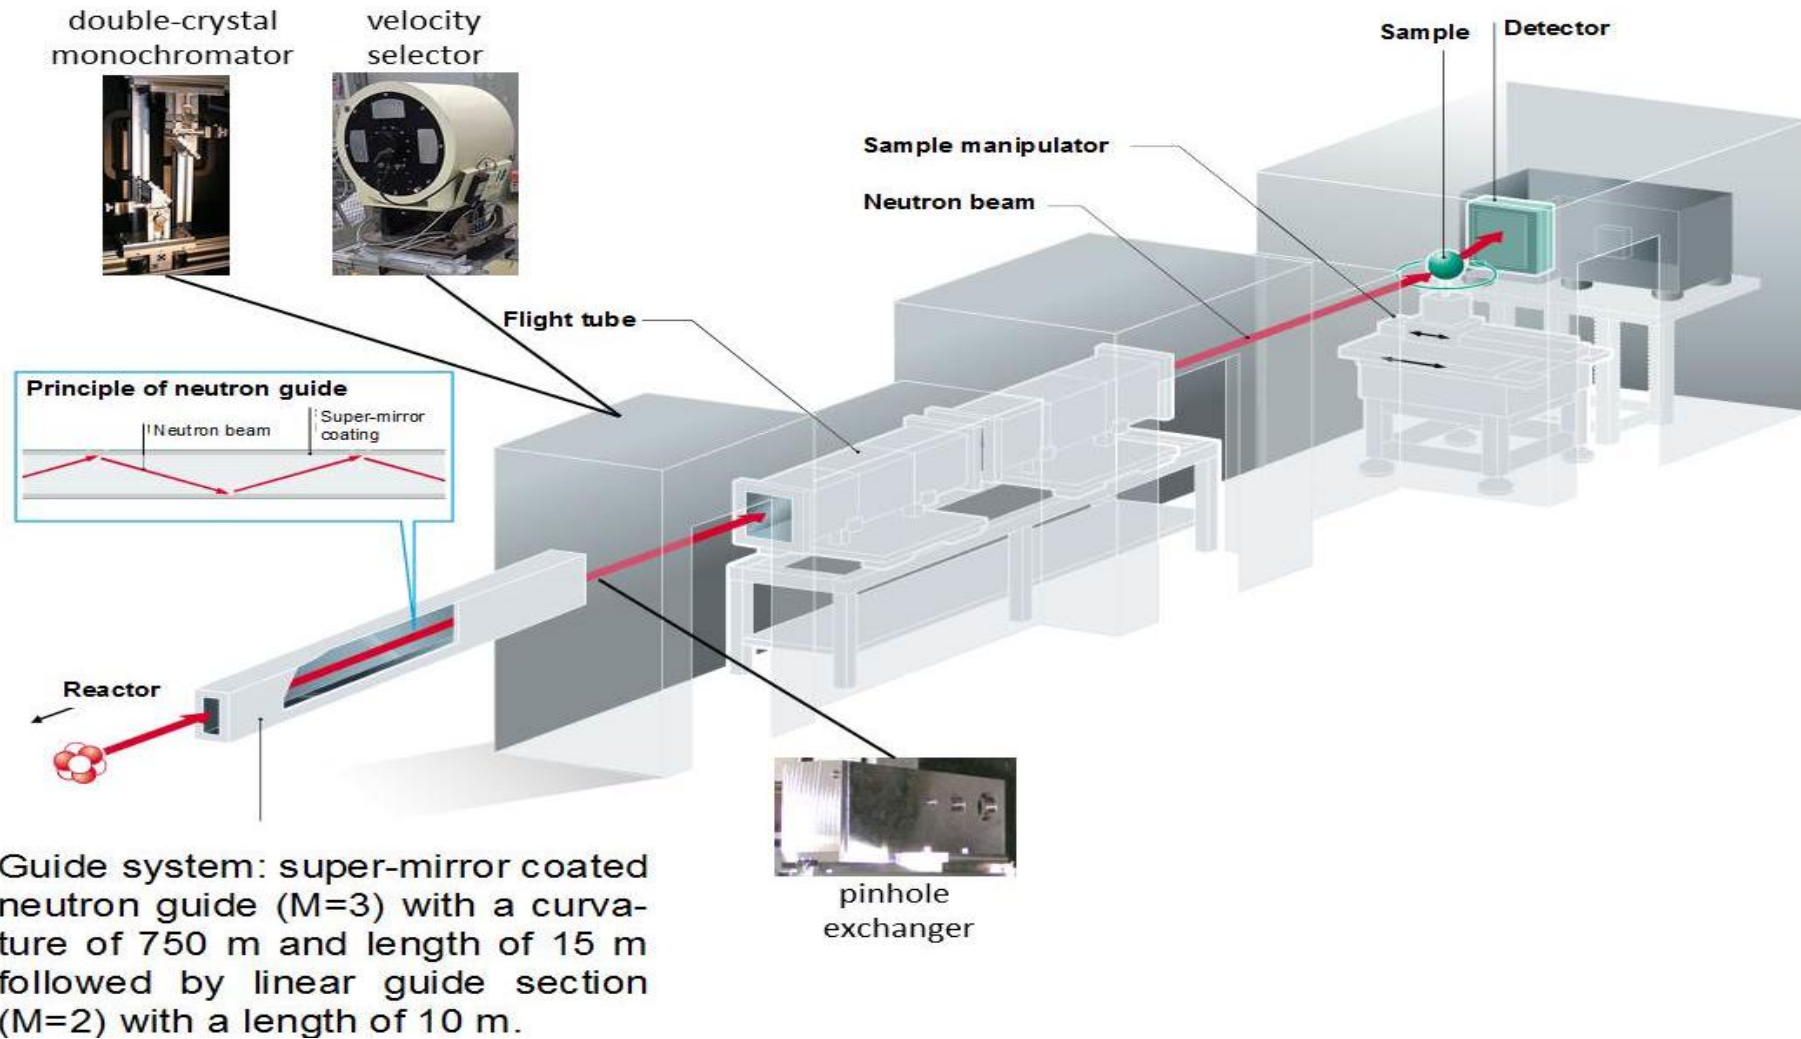 double-crystal
monochromator
velocity
selector
Sample
Detector
Sample manipulator
Neutron beam
Flight tube
Principle of neutron guide
Neutron beam
Super-mirror
coating
Reactor
pinhole
exchanger
Guide system: super-mirror coated
neutron guide (M=3) with a curva-
ture of 750 m and length of 15 m
followed by linear guide section
(M=2) with a length of 10 m.